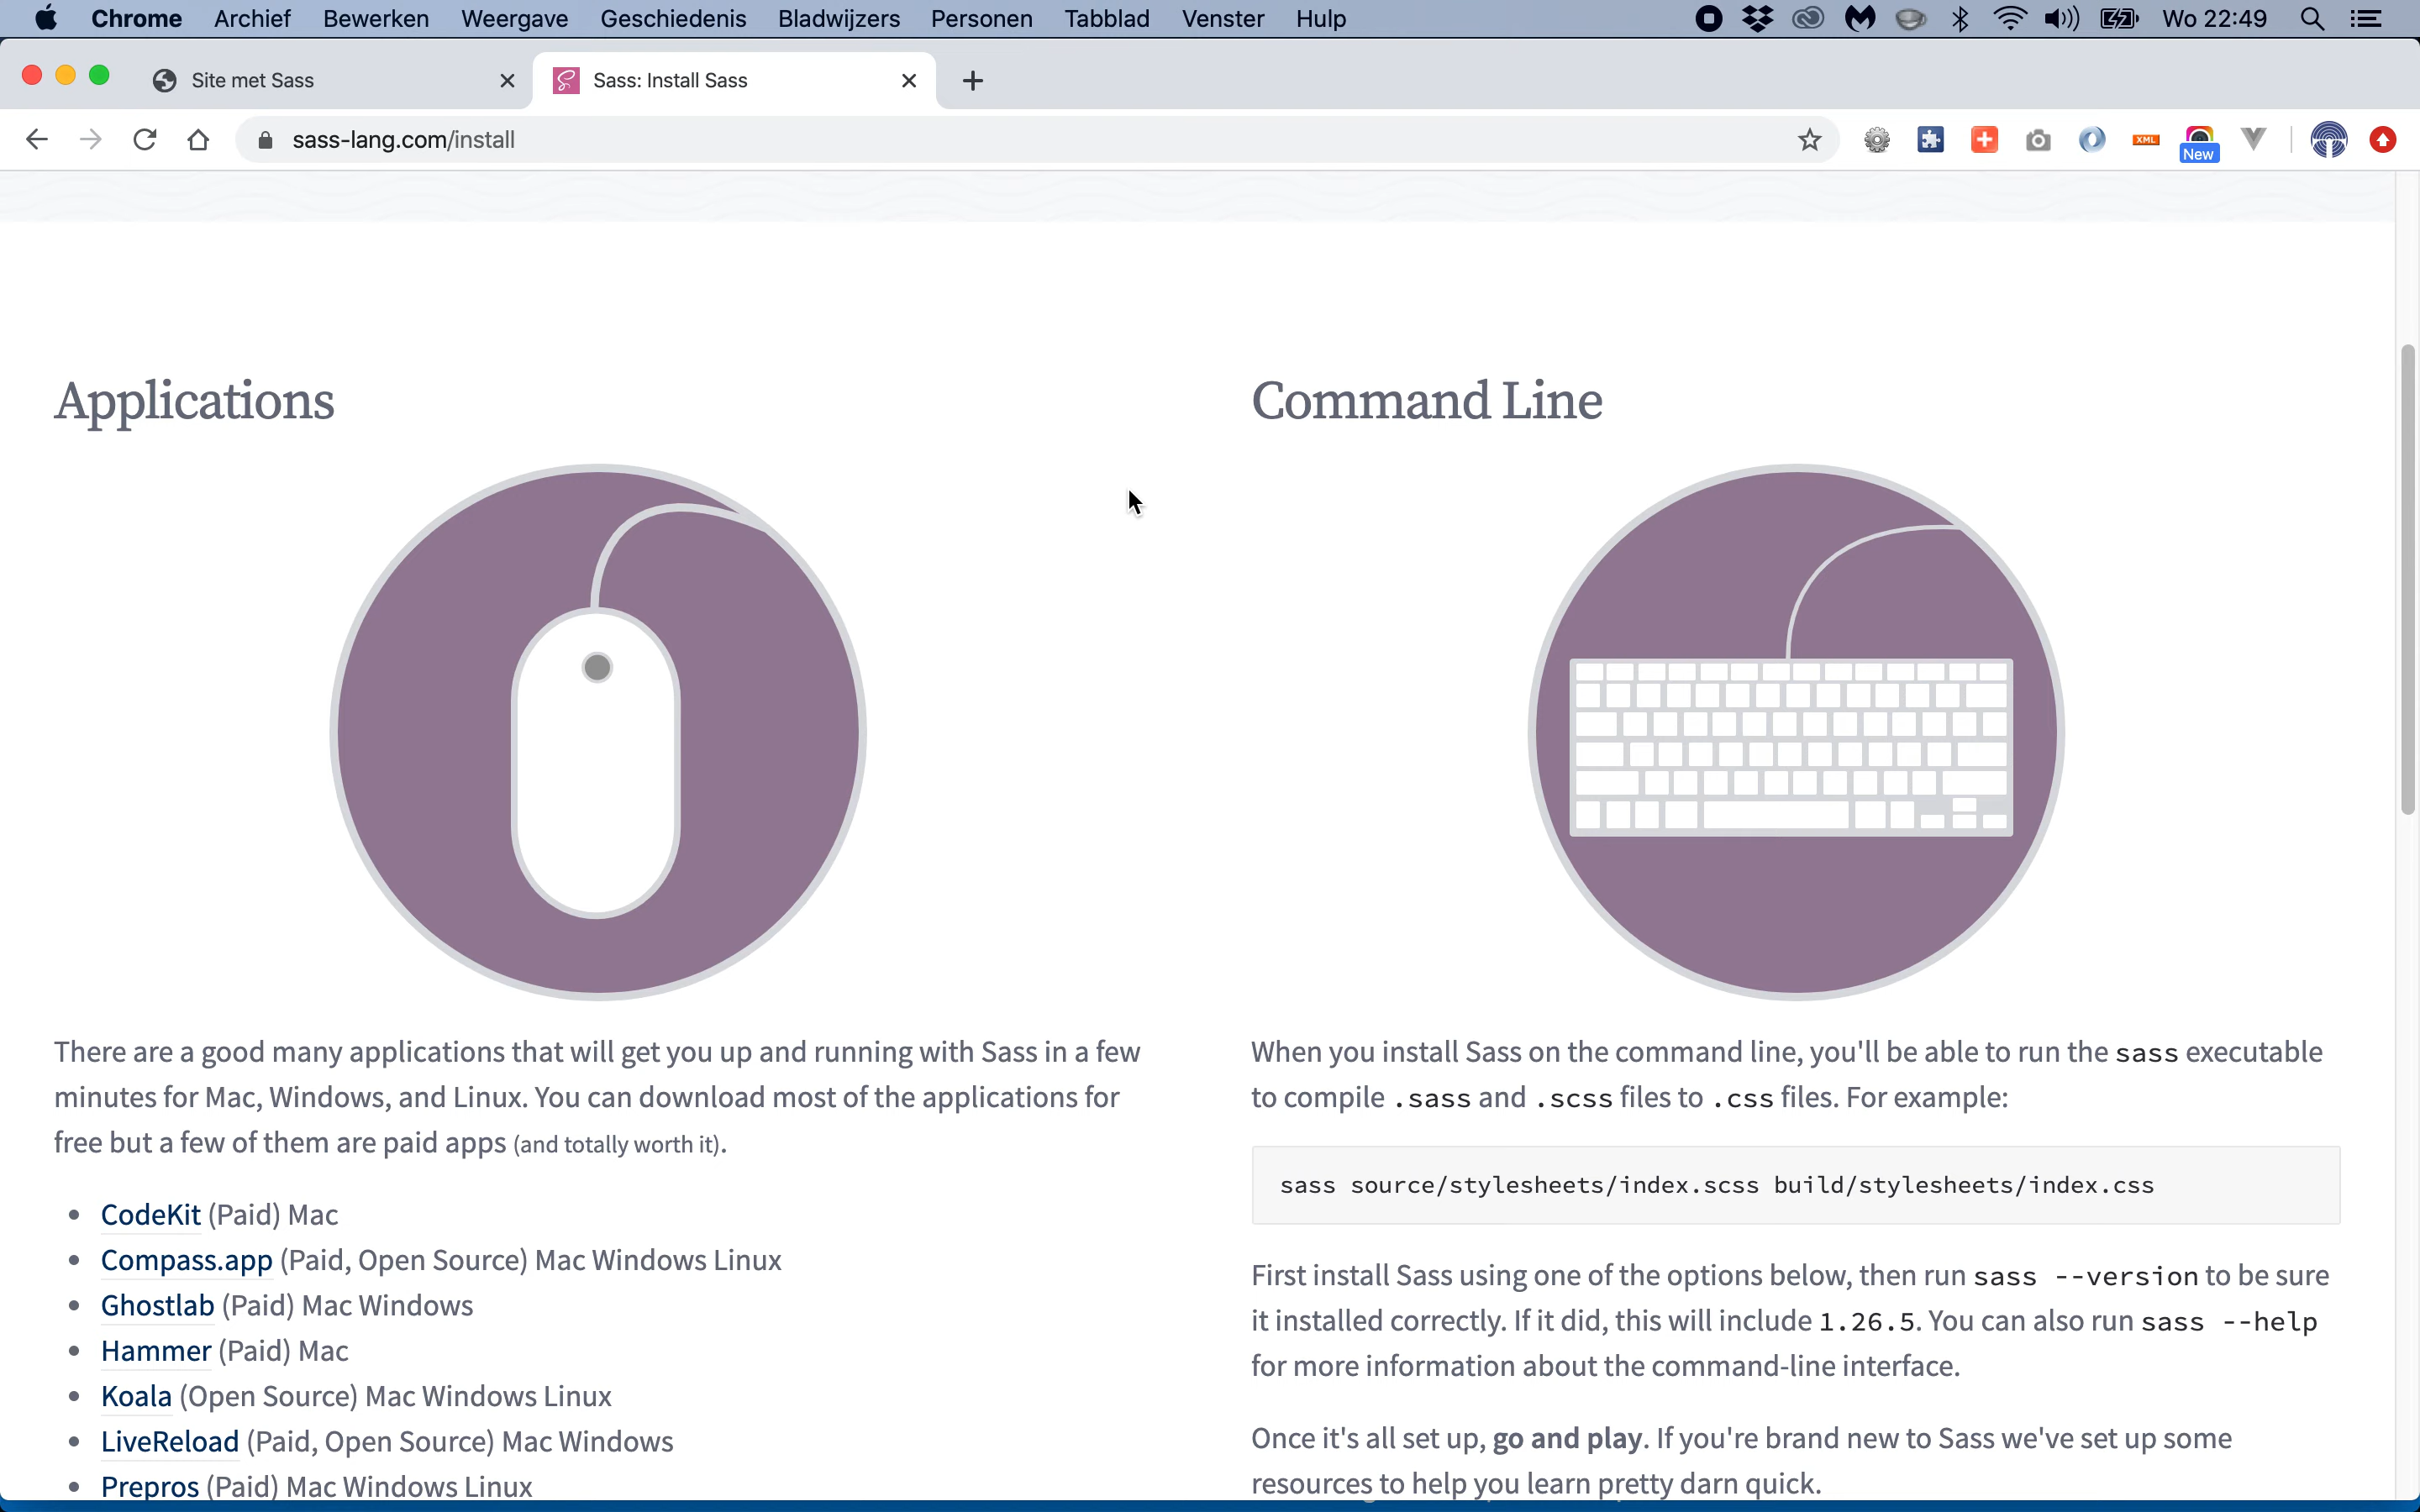 Chrome Archief Bewerken Weergave Geschiedenis Bladwijzers Personen Tabblad Venster Hulp Wo 22:49
Site met Sass
Sass: Install Sass
sass-lang.com/install
XML
New
Applications
There are a good many applications that will get you up and running with Sass in a few
minutes for Mac, Windows, and Linux. You can download most of the applications for
free but a few of them are paid apps (and totally worth it).
CodeKit (Paid) Mac
Compass.app (Paid, Open Source) Mac Windows Linux
Ghostlab (Paid) Mac Windows
Hammer (Paid) Mac
Koala (Open Source) Mac Windows Linux
LiveReload (Paid, Open Source) Mac Windows
Prepros (Paid) Mac Windows Linux
Command Line
When you install Sass on the command line, you'll be able to run the sass executable
to compile .sass and .scss files to .css files. For example:
sass source/stylesheets/index.scss build/stylesheets/index.css
First install Sass using one of the options below, then run sass --version to be sure
it installed correctly. If it did, this will include 1.26.5. You can also run sass --help
for more information about the command-line interface.
Once it's all set up, go and play. If you're brand new to Sass we've set up some
resources to help you learn pretty darn quick.